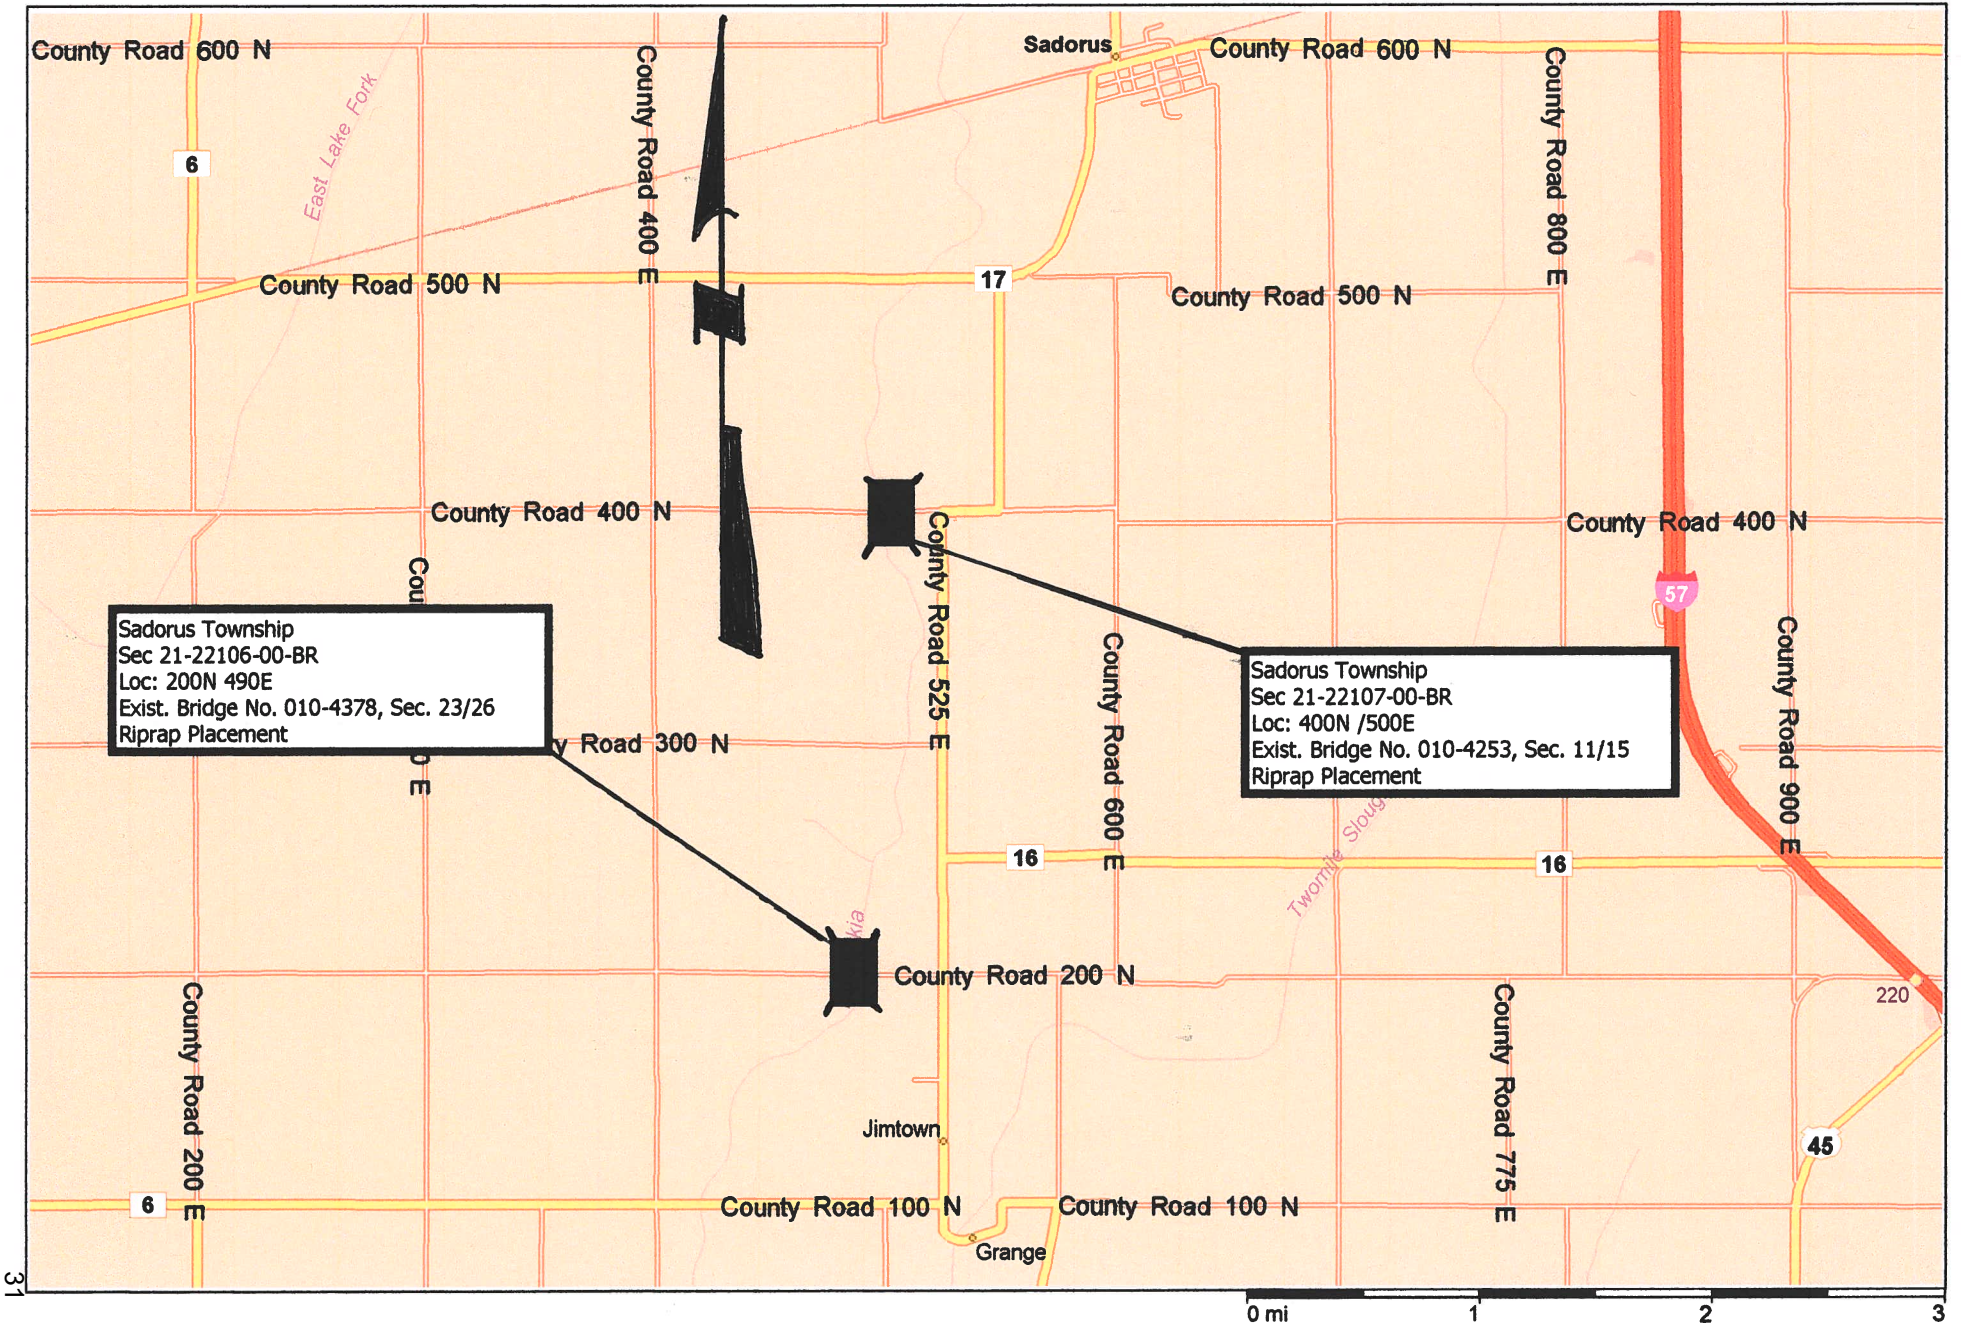 County Road 600 N
Sadorus
County Road 600 N
County Road 400 E
County Road 800 E
East Lake Fork
6
County Road 500 N
17
County Road 500 N
N
County Road 400 N
County Road 400 N
County Road 525 E
57
Sadorus Township
Sec 21-22106-00-BR
Loc: 200N 490E
Exist. Bridge No. 010-4378, Sec. 23/26
Riprap Placement
Sadorus Township
Sec 21-22107-00-BR
Loc: 400N /500E
Exist. Bridge No. 010-4253, Sec. 11/15
Riprap Placement
County Road 600 E
County Road 900 E
Road 300 N
E
16
16
Twomile
kia
County Road 200 N
220
County Road 200 E
County Road 775 E
Jimtown
45
6
County Road 100 N
County Road 100 N
Grange
31
0 mi 1 2 3